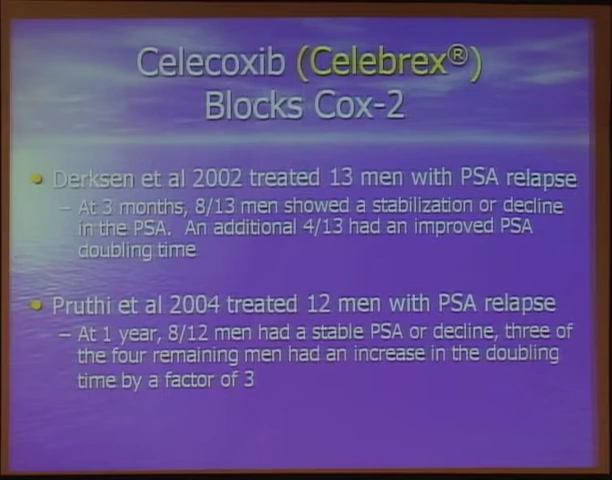 Celecoxib (Celebrex®)
Blocks Cox-2
• Derksen et al 2002 treated 13 men with PSA relapse
– At 3 months, 8/13 men showed a stabilization or decline
in the PSA. An additional 4/13 had an improved PSA
doubling time
• Pruthi et al 2004 treated 12 men with PSA relapse
– At 1 year, 8/12 men had a stable PSA or decline, three of
the four remaining men had an increase in the doubling
time by a factor of 3